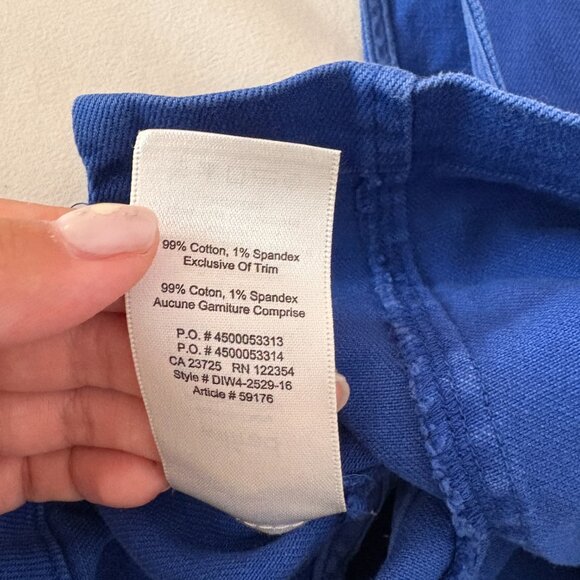 99% Cotton, 1% Spandex
Exclusive Of Trim
99% Coton, 1% Spandex
Aucune Garniture Comprise
P.O. # 4500053313
P.O. # 4500053314
CA 23725 RN 122354
Style # DIW4-2529-16
Article # 59176